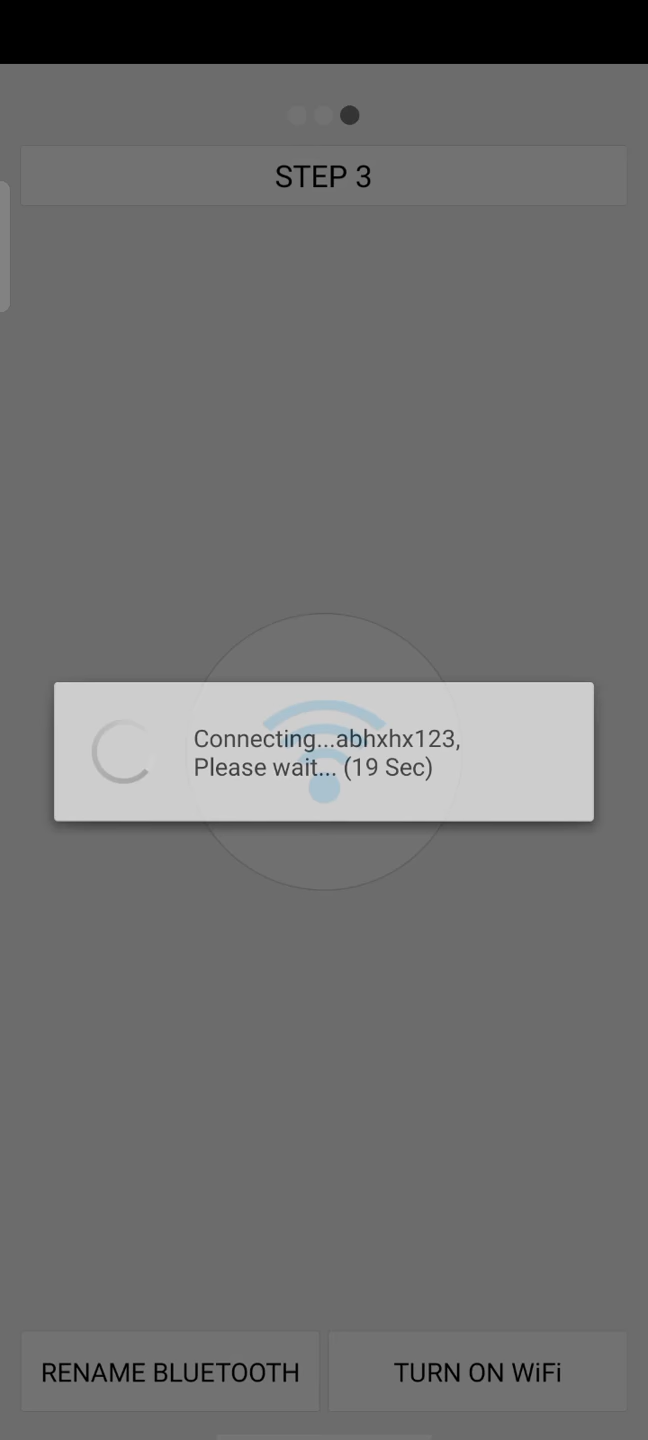 STEP 3
Connecting...abhxhx123,
Please wait... (19 Sec)
RENAME BLUETOOTH
TURN ON WiFi